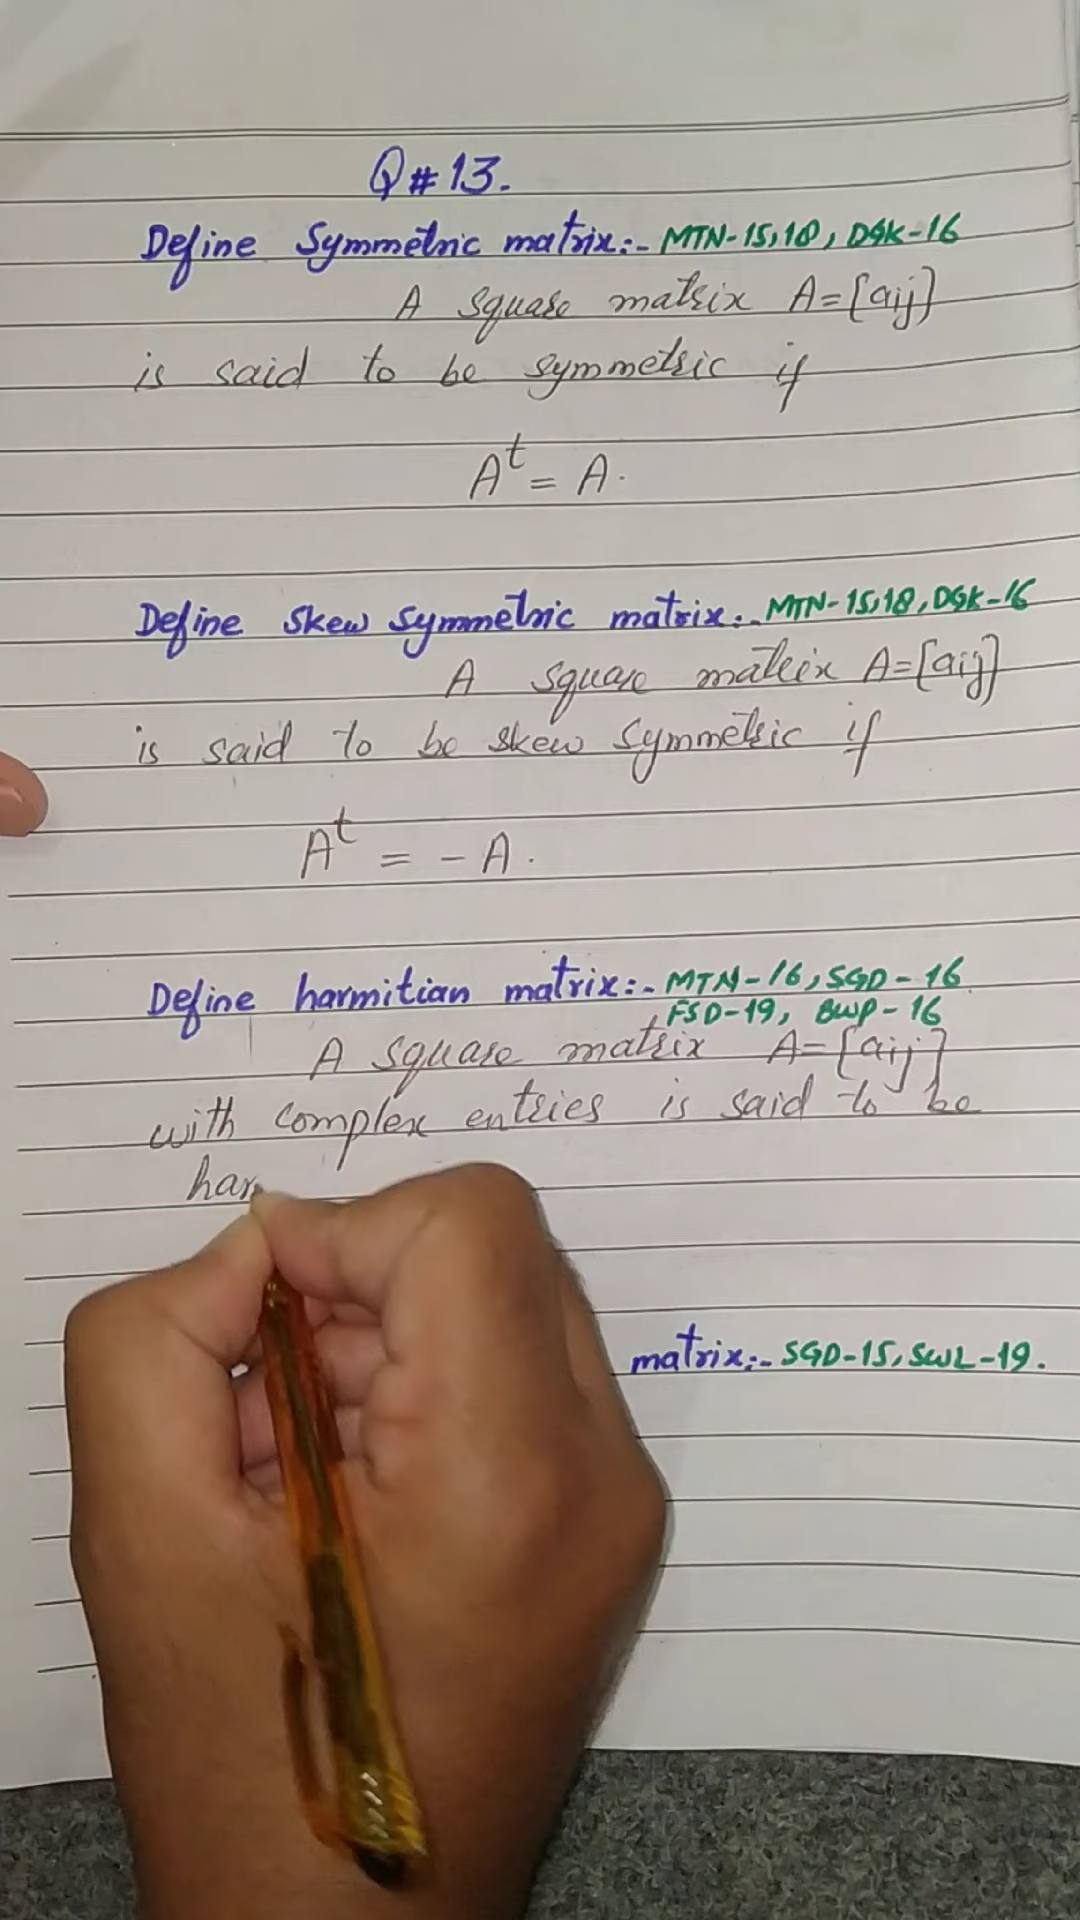 Q # 13.
Define Symmetric matrix:- MTN-15,18, DGK-16
A square matrix A=[aij]
is said to be symmetric if
Aᵗ = A.
Define Skew symmetric matrix:- MTN-15,18, DGK-16
A square matrix A=[aij]
is said to be skew symmetric if
Aᵗ = -A.
Define harmitian matrix:- MTN-16, SGD-16
FSD-19, BWP-16
A square matrix A=[aij]
with complex entries is said to be
har
matrix:- SGD-15, SWL-19.